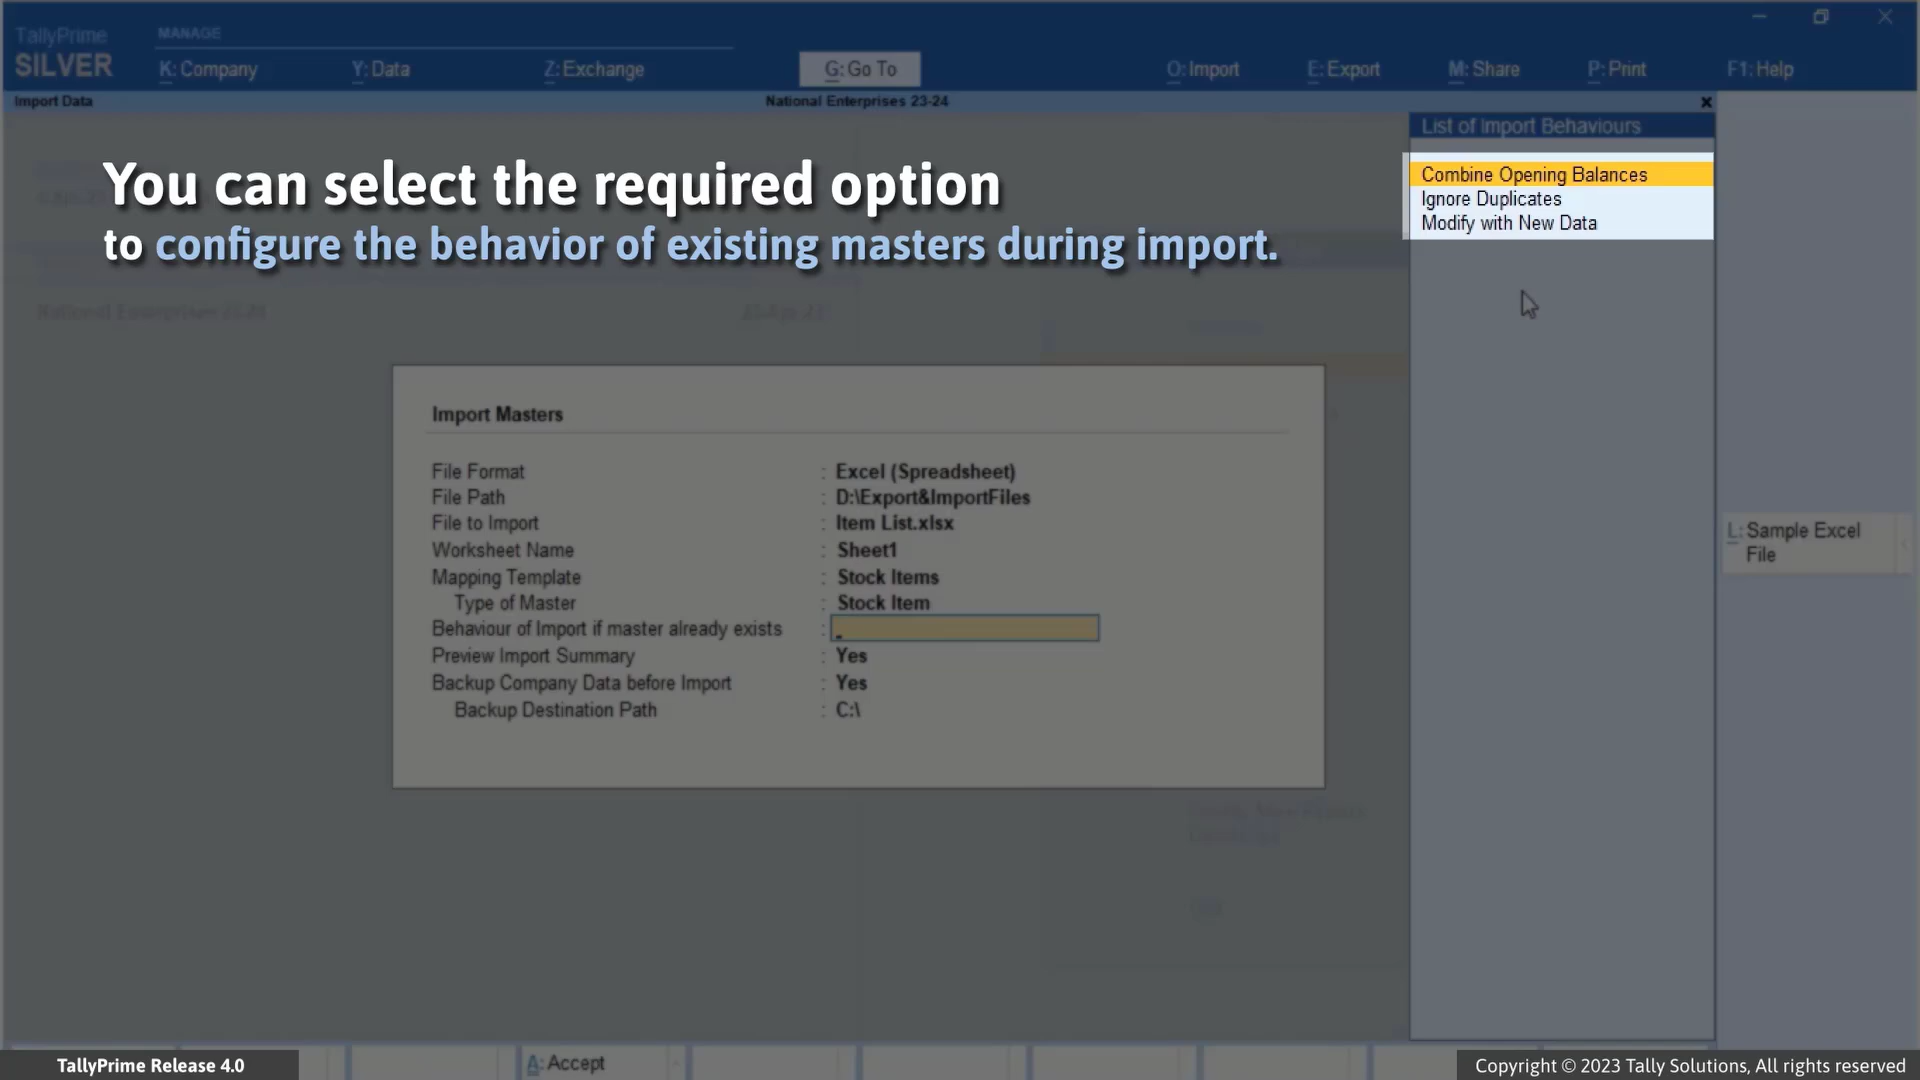 TallyPrime
SILVER
MANAGE
K: Company
Y: Data
Z: Exchange
G: Go To
O: Import
E: Export
M: Share
P: Print
F1: Help
Import Data
National Enterprises 23-24
List of Import Behaviours
Combine Opening Balances
Ignore Duplicates
Modify with New Data
You can select the required option
to configure the behavior of existing masters during import.
National Enterprises 23-24
Import Masters
File Format : Excel (Spreadsheet)
File Path : D:\Export&ImportFiles
File to Import : Item List.xlsx
Worksheet Name : Sheet1
Mapping Template : Stock Items
Type of Master : Stock Item
Behaviour of Import if master already exists :
Preview Import Summary : Yes
Backup Company Data before Import : Yes
Backup Destination Path : C:\
L: Sample Excel
File
A: Accept
TallyPrime Release 4.0
Copyright © 2023 Tally Solutions, All rights reserved